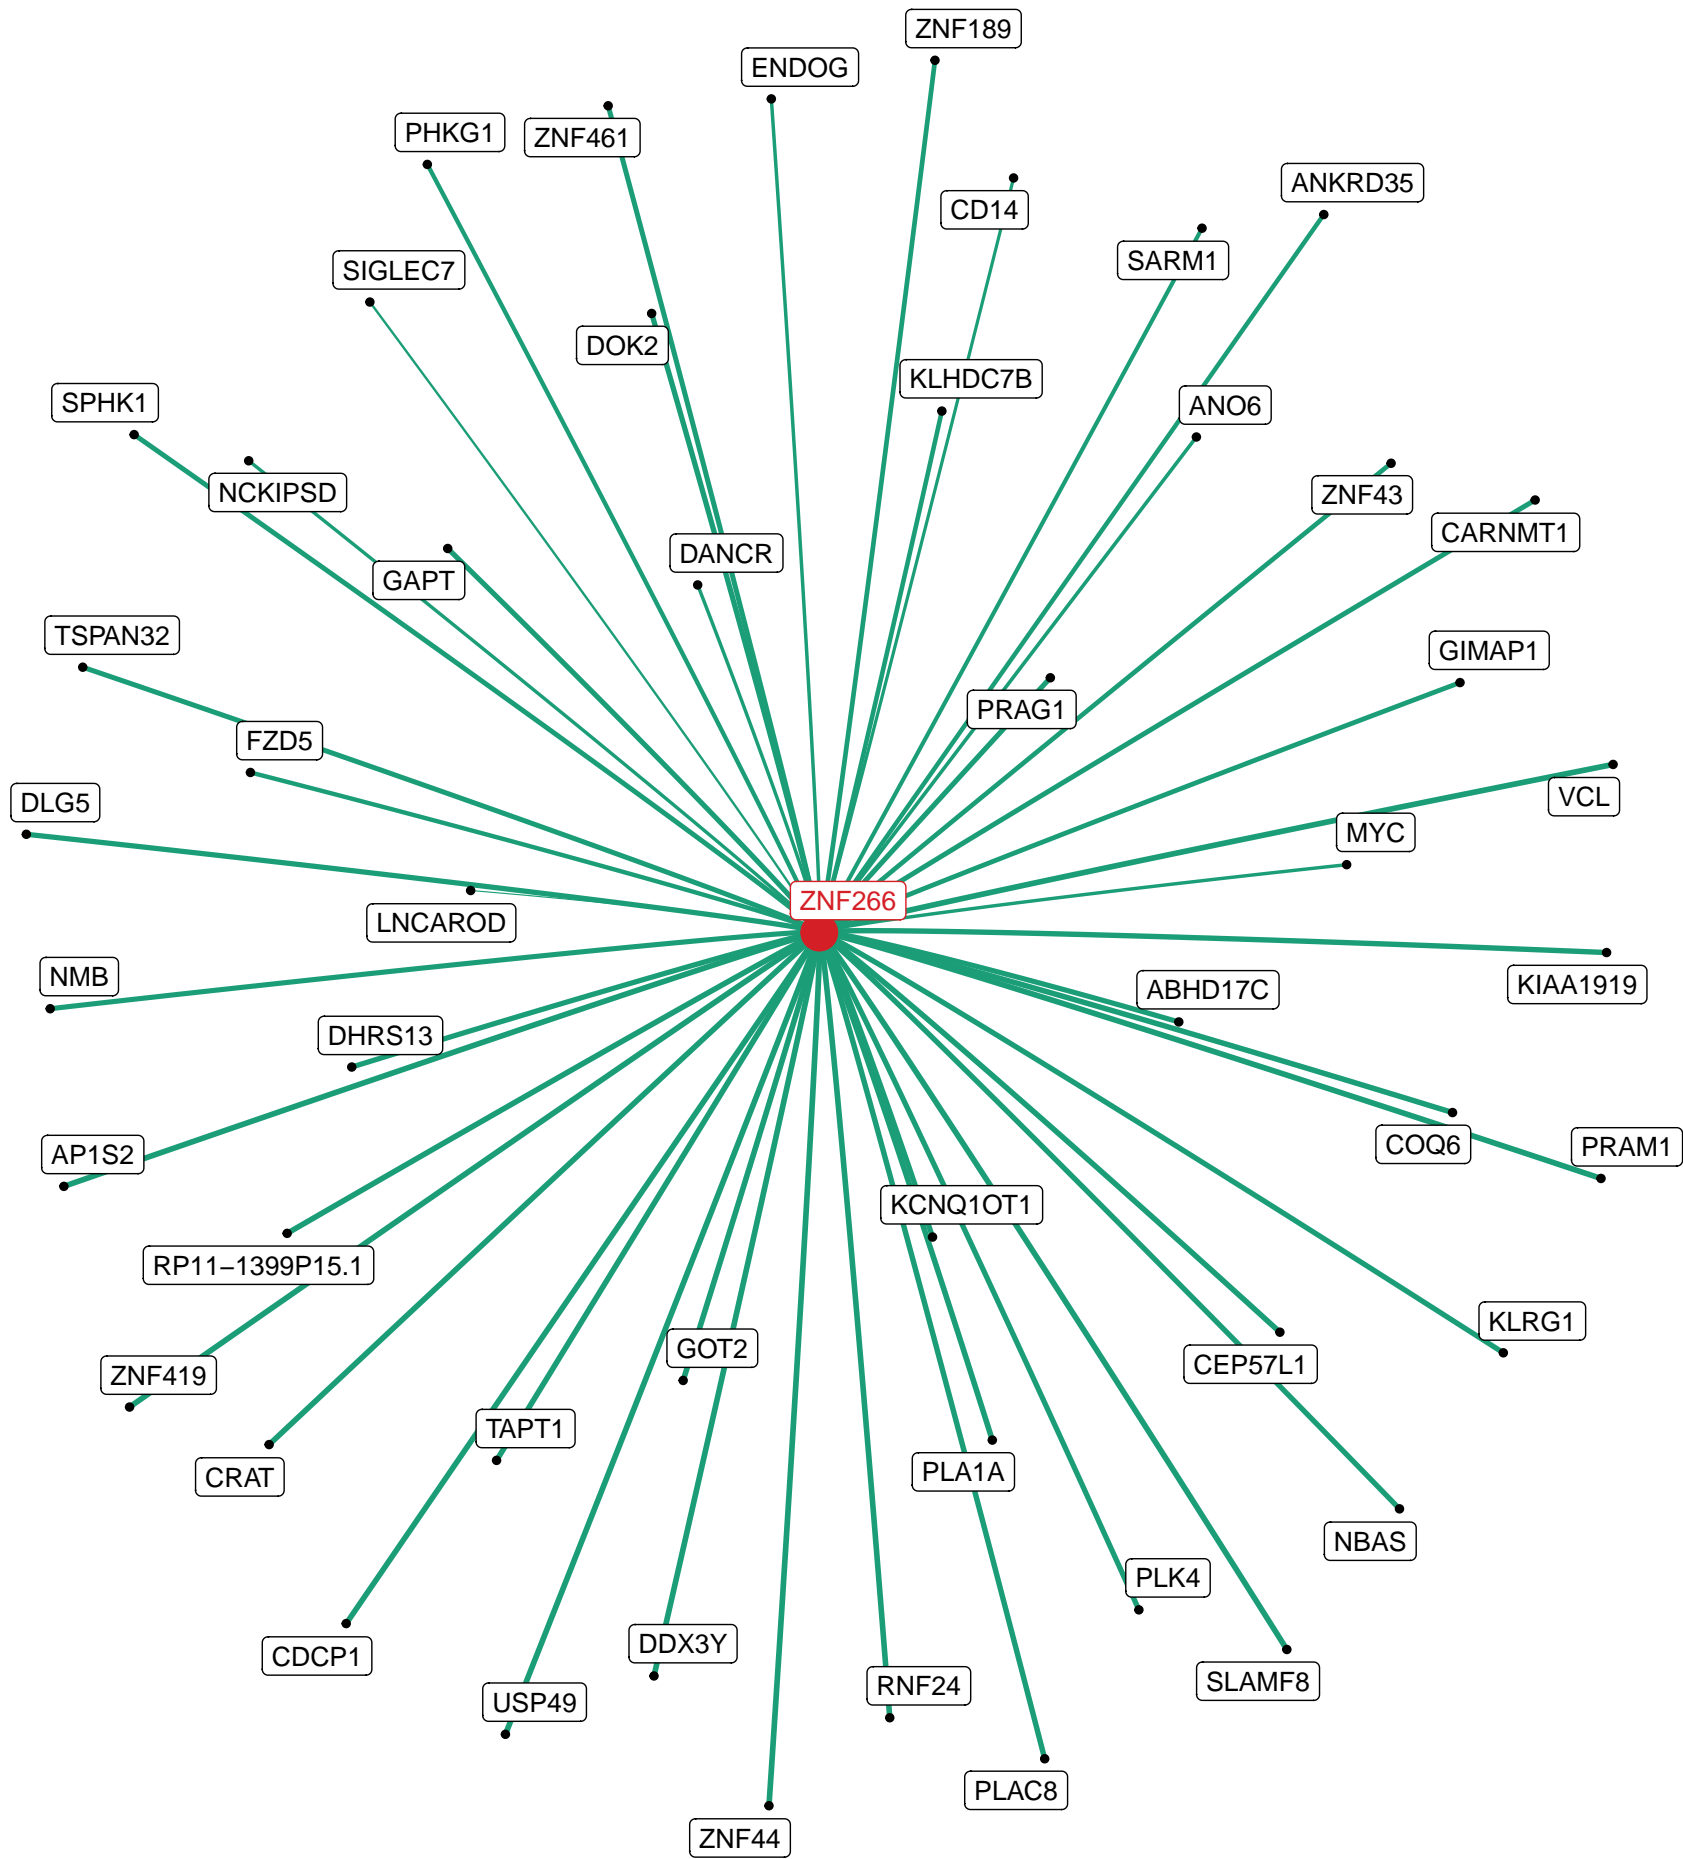 ZNF189
ENDOG
PHKG1
ZNF461
ANKRD35
CD14
SARM1
SIGLEC7
DOK2
KLHDC7B
SPHK1
ANO6
NCKIPSD
ZNF43
CARNMT1
DANCR
GAPT
TSPAN32
GIMAP1
PRAG1
FZD5
VCL
DLG5
MYC
ZNF266
LNCAROD
NMB
KIAA1919
ABHD17C
DHRS13
COQ6
PRAM1
AP1S2
KCNQ1OT1
RP11−1399P15.1
KLRG1
GOT2
CEP57L1
ZNF419
TAPT1
PLA1A
CRAT
NBAS
PLK4
DDX3Y
CDCP1
SLAMF8
RNF24
USP49
PLAC8
ZNF44